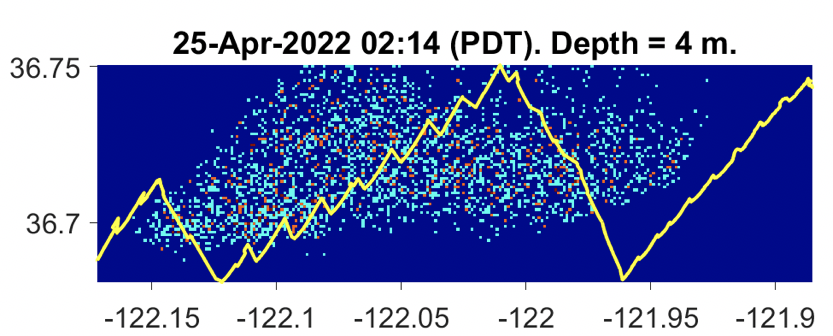 25-Apr-2022 02:14 (PDT). Depth = 4 m.
36.75
36.7
-122.15 -122.1 -122.05 -122 -121.95 -121.9